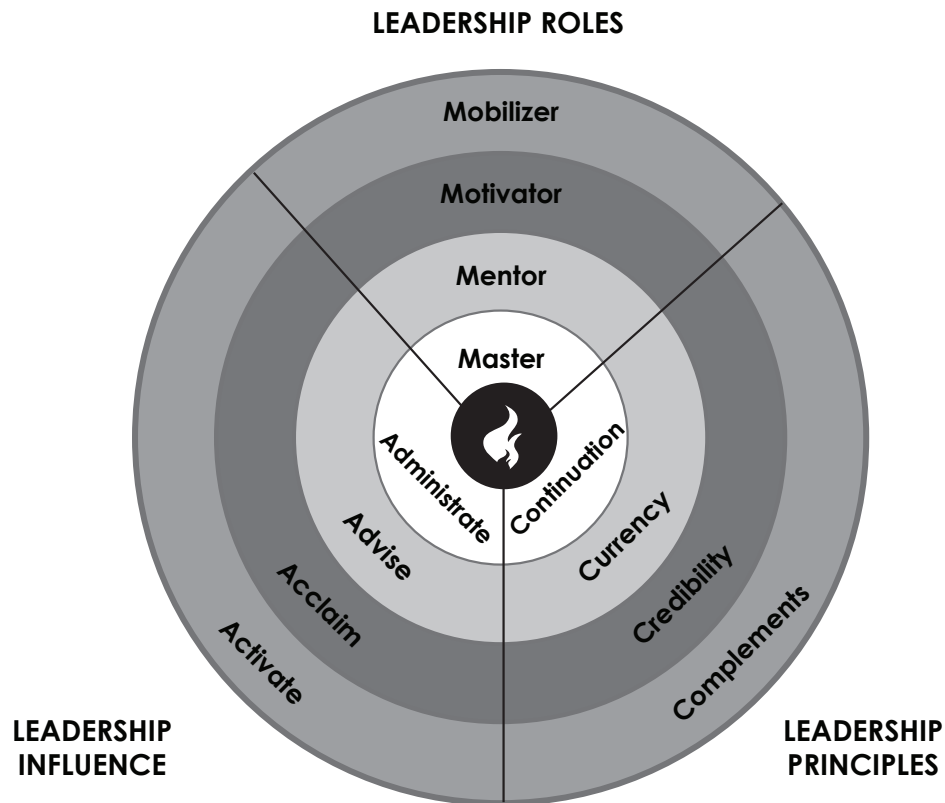 LEADERSHIP ROLES
Mobilizer
Motivator
Mentor
Master
Administrate
Continuation
Advise
Currency
Acclaim
Credibility
Activate
Complements
LEADERSHIP
INFLUENCE
LEADERSHIP
PRINCIPLES